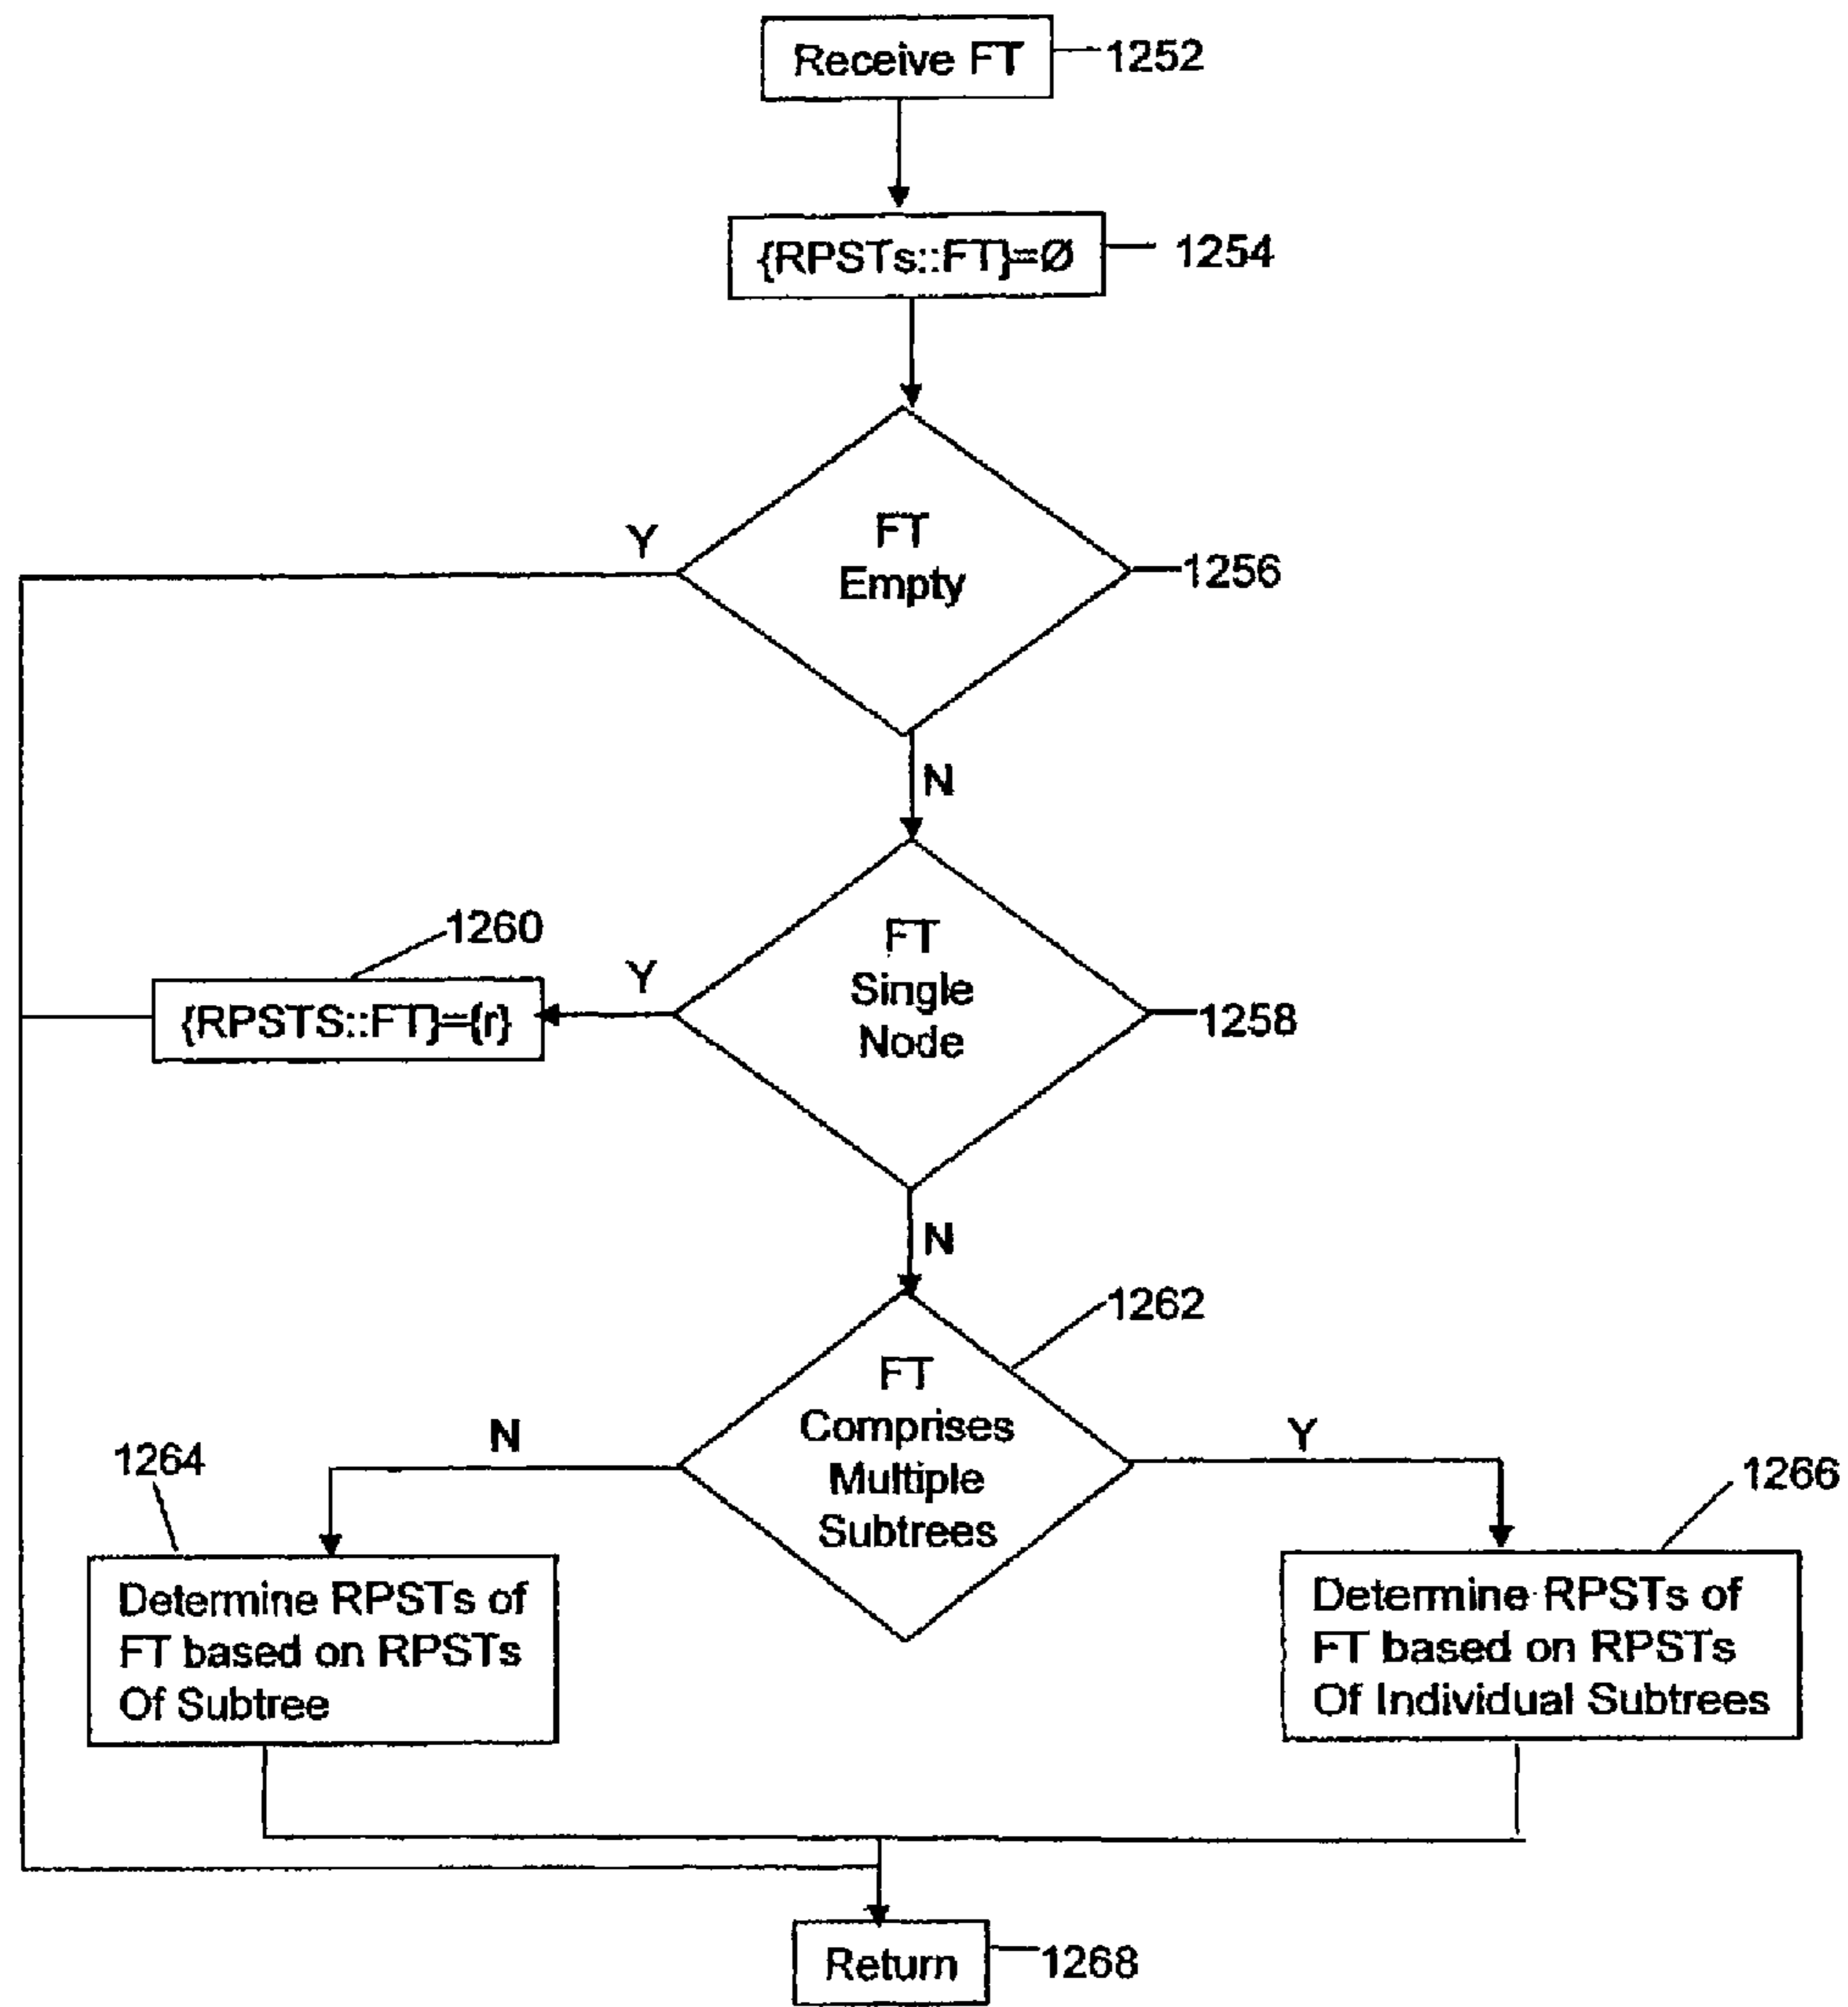 Receive FT
1252
{RPSTs::FT}=Ø
1254
FT
Empty
1256
Y
N
FT
Single
Node
1258
Y
1260
{RPSTS::FT}={r}
N
1262
FT
Comprises
Multiple
Subtrees
N
Y
1264
1266
Determine RPSTs of
FT based on RPSTs
Of Subtree
Determine RPSTs of
FT based on RPSTs
Of Individual Subtrees
Return
1268